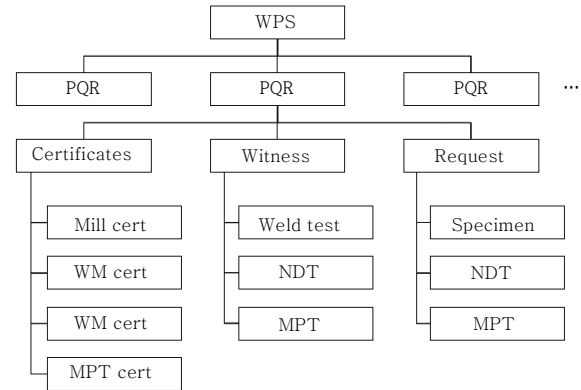 WPS
PQR PQR PQR ...
Certificates Witness Request
Mill cert Weld test Specimen
WM cert NDT NDT
WM cert MPT MPT
MPT cert